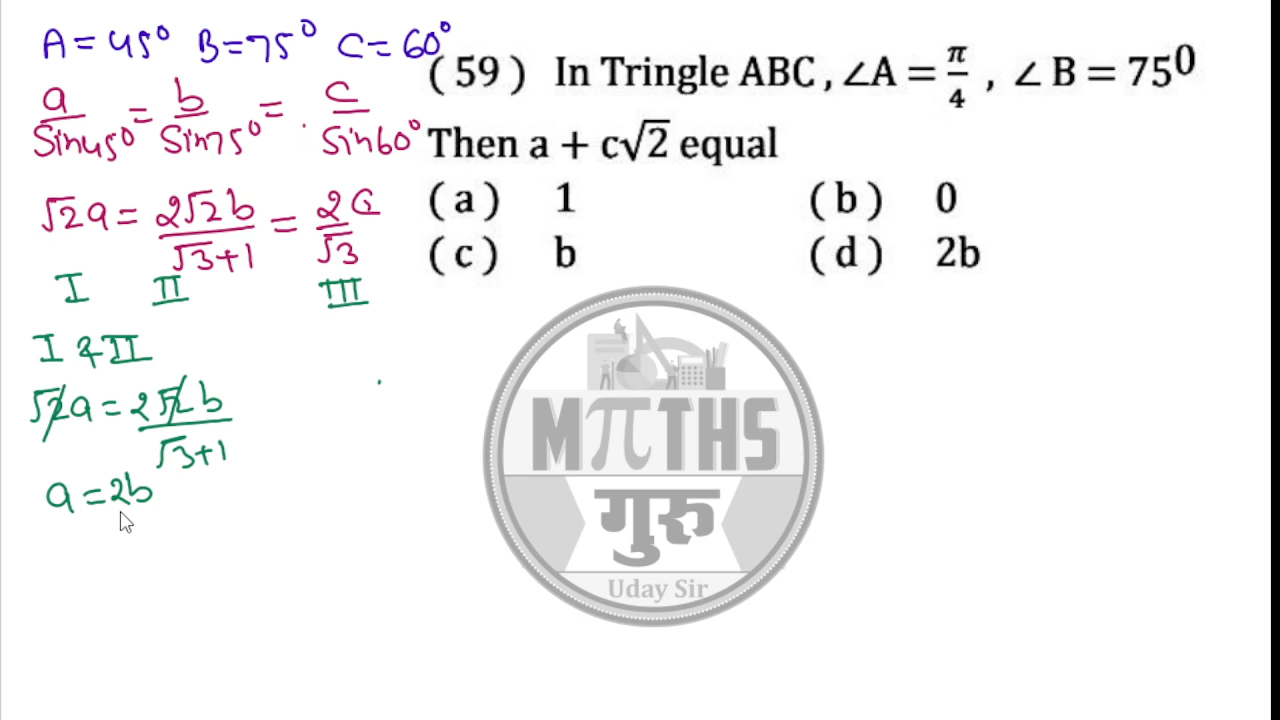 A = 45° B = 75° C = 60°
a/Sin45° = b/Sin75° = c/Sin60°
√2a = 2√2b/√3+1 = 2c/√3
I II III
I & II
√2a = 2√2b/√3+1
a = 2b
( 59 ) In Tringle ABC , ∠A = π/4 , ∠ B = 75⁰
Then a + c√2 equal
( a ) 1 ( b ) 0
( c ) b ( d ) 2b
MπTHS
गुरु
Uday Sir